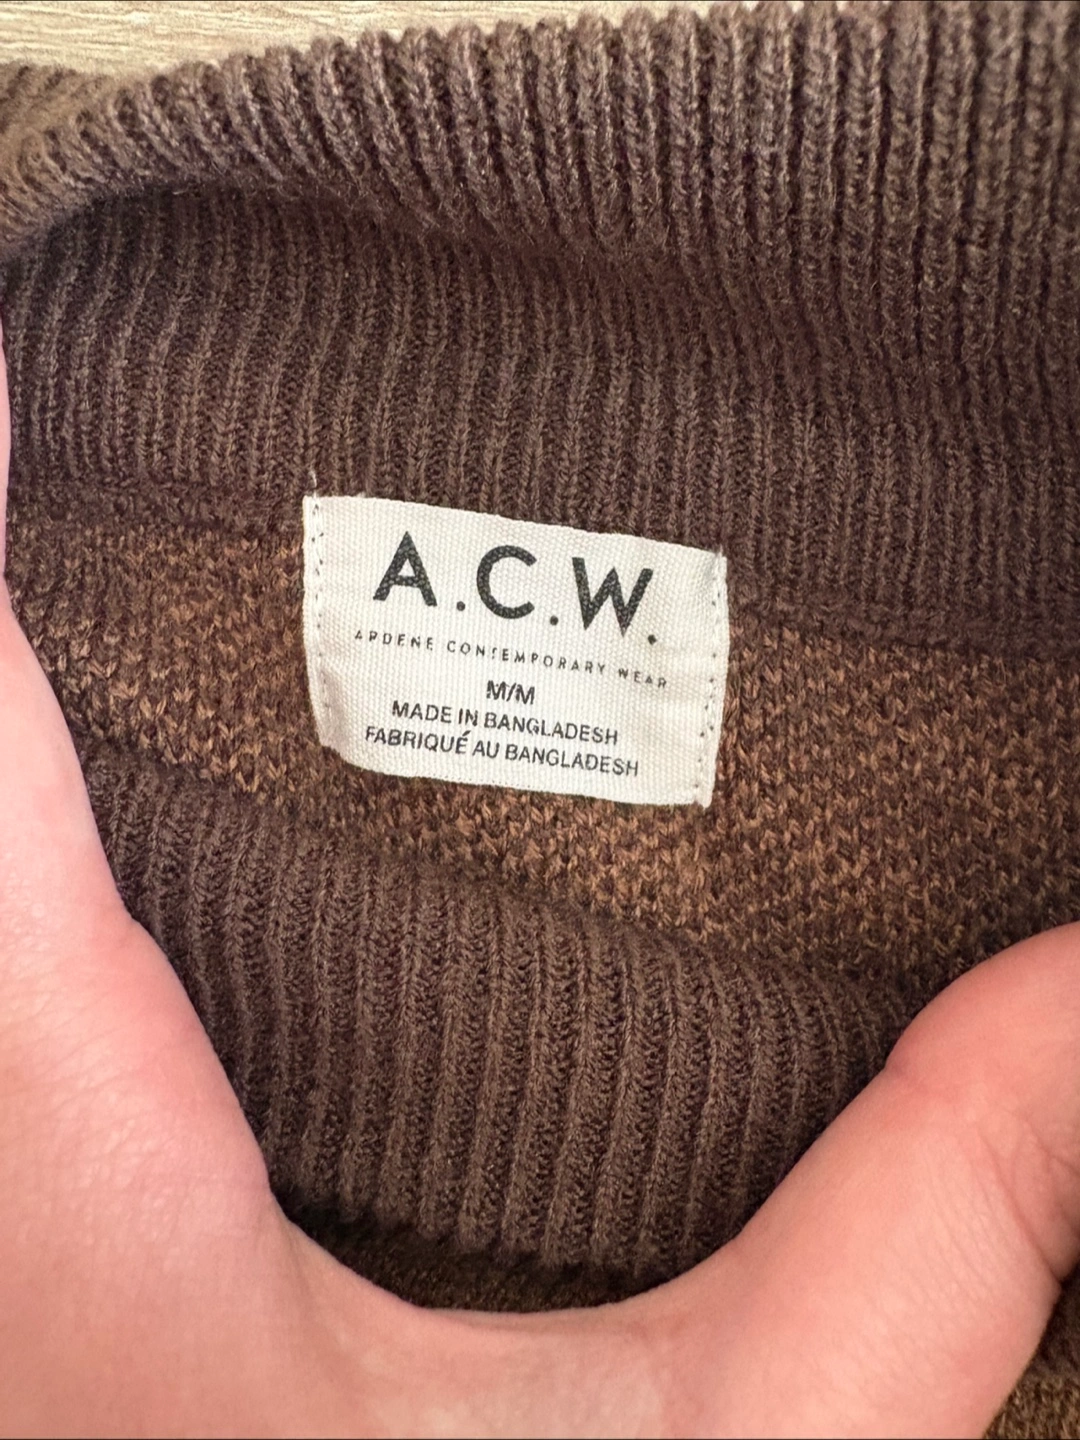 A.C.W.
ARDENE CONTEMPORARY WEAR
M/M
MADE IN BANGLADESH
FABRIQUÉ AU BANGLADESH